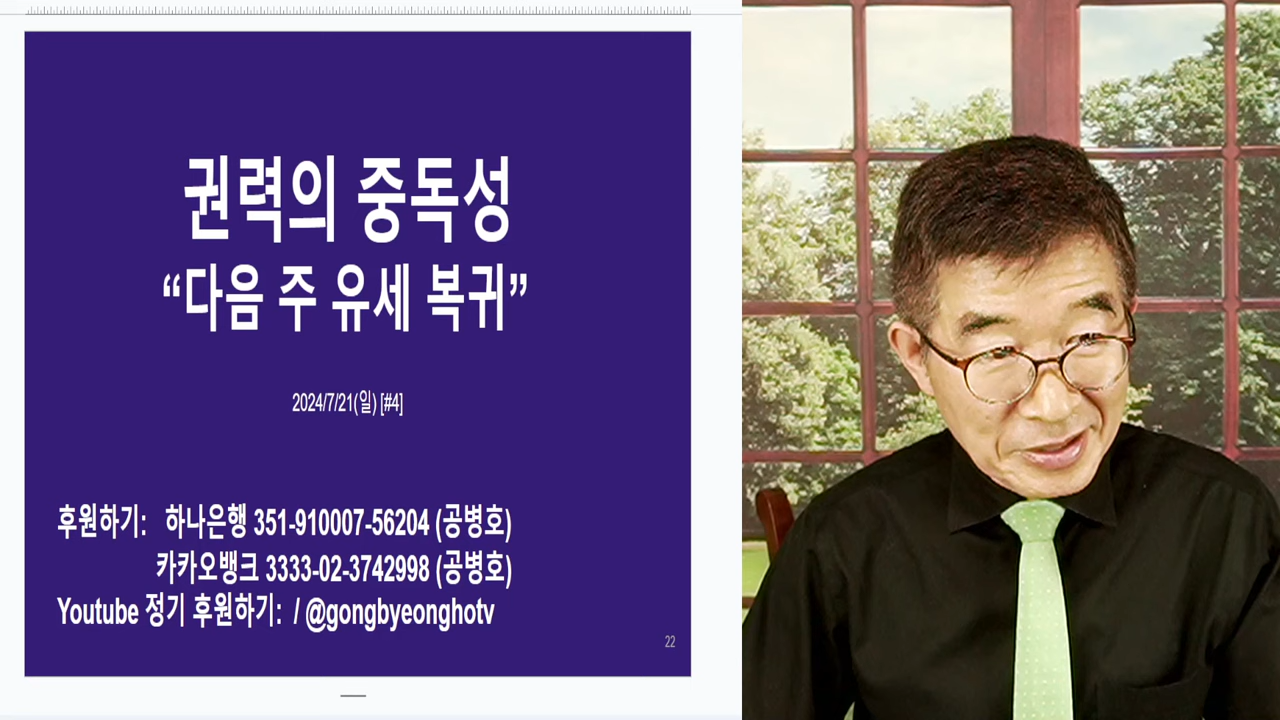 권력의 중독성
“다음 주 유세 복귀”
2024/7/21(일) [#4]
후원하기: 하나은행 351-910007-56204 (공병호)
카카오뱅크 3333-02-3742998 (공병호)
Youtube 정기 후원하기: / @gongbyeonghotv
22